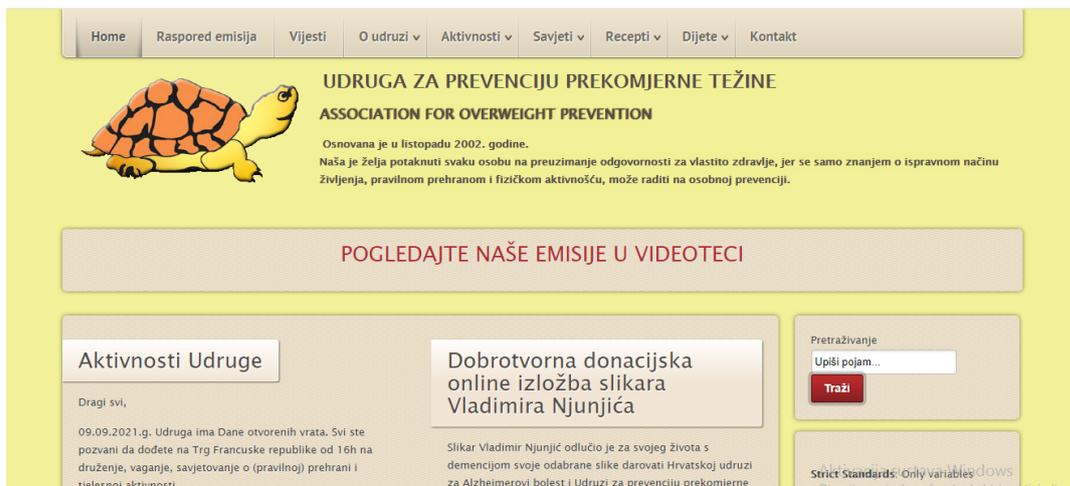 Home Raspored emisija Vijesti O udruzi Aktivnosti Savjeti Recepti Dijete Kontakt
UDRUGA ZA PREVENCIJU PREKOMJERNE TEŽINE
ASSOCIATION FOR OVERWEIGHT PREVENTION
Osnovana je u listopadu 2002. godine.
Naša je želja potaknuti svaku osobu na preuzimanje odgovornosti za vlastito zdravlje, jer se samo znanjem o ispravnom načinu
življenja, pravilnom prehranom i fizičkom aktivnošću, može raditi na osobnoj prevenciji.
POGLEDAJTE NAŠE EMISIJE U VIDEOTECI
Aktivnosti Udruge
Dragi svi,
09.09.2021.g. Udruga ima Dane otvorenih vrata. Svi ste
pozvani da dođete na Trg Francuske republike od 16h na
druženje, vaganje, savjetovanje o (pravilnoj) prehrani i
tjelesnoj aktivnosti.
Dobrotvorna donacijska
online izložba slikara
Vladimira Njunjića
Slikar Vladimir Njunjić odlučio je za svojeg života s
demencijom svoje odabrane slike darovati Hrvatskoj udruzi
za Alzheimerovi bolest i Udruzi za prevenciju prekomjerne
Pretraživanje
Upiši pojam...
Traži
Aktivacija sustava Windows
Strict Standards: Only variables